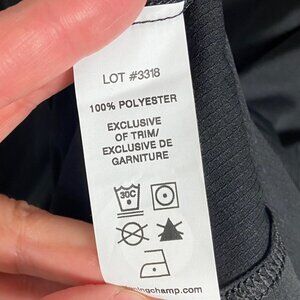 LOT #3318
100% POLYESTER
EXCLUSIVE
OF TRIM/
EXCLUSIVE DE
GARNITURE
30C